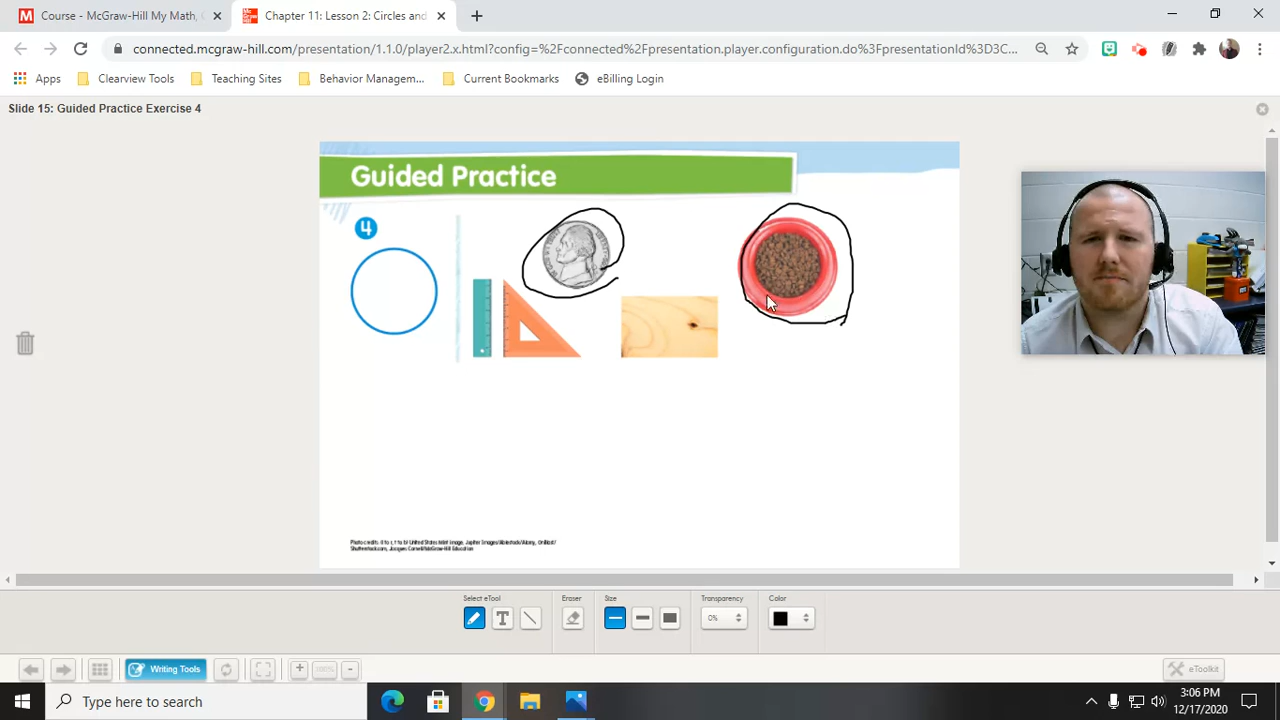 Course - McGraw-Hill My Math,
Chapter 11: Lesson 2: Circles and
connected.mcgraw-hill.com/presentation/1.1.0/player2.x.html?config=%2Fconnected%2Fpresentation.player.configuration.do%3FpresentationId%3D3C...
Apps
Clearview Tools
Teaching Sites
Behavior Managem...
Current Bookmarks
eBilling Login
Slide 15: Guided Practice Exercise 4
Guided Practice
4
Select eTool
Eraser
Size
Transparency
Color
T
0%
Writing Tools
100%
eToolkit
Type here to search
3:06 PM
12/17/2020